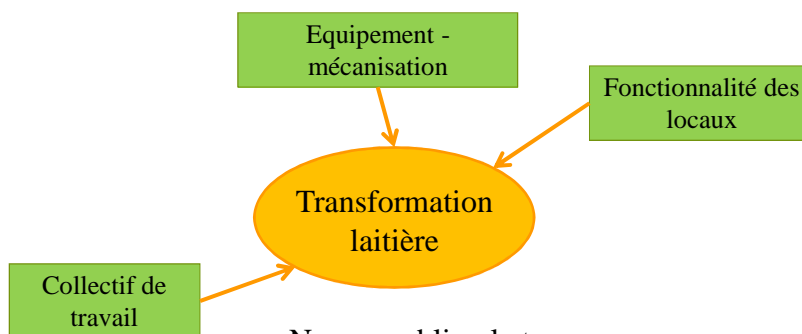 Equipement -
mécanisation
Fonctionnalité des
locaux
Transformation
laitière
Collectif de
travail